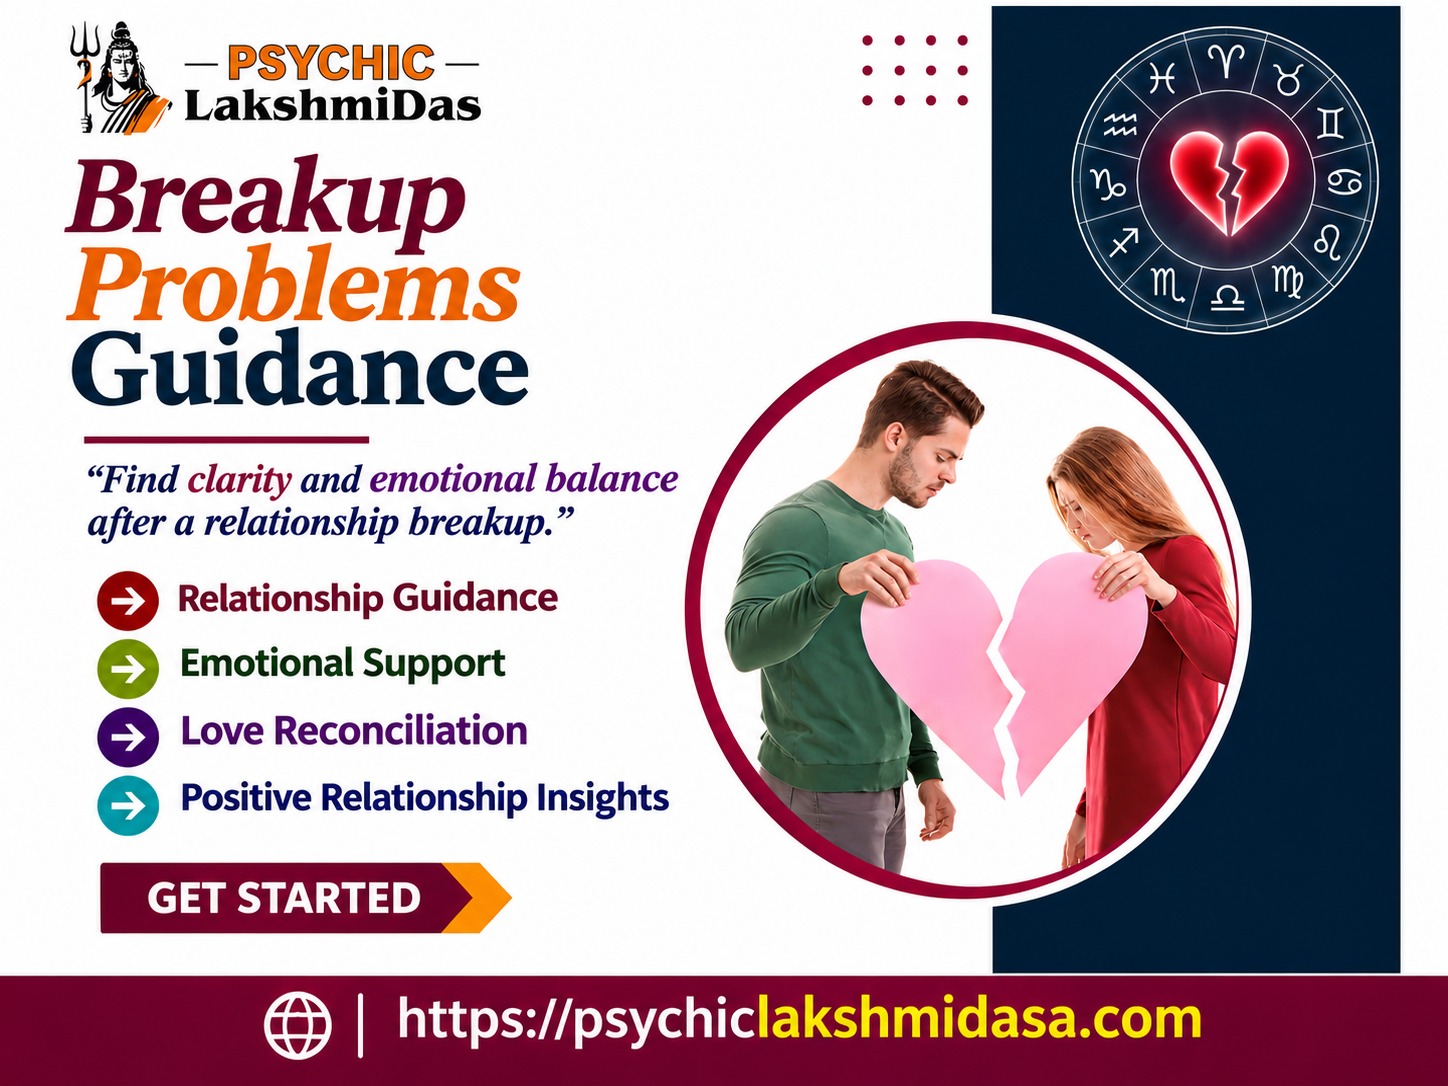 PSYCHIC
LakshmiDas
Breakup
Problems
Guidance
“Find clarity and emotional balance
after a relationship breakup.”
Relationship Guidance
Emotional Support
Love Reconciliation
Positive Relationship Insights
GET STARTED
https://psychiclakshmidasa.com